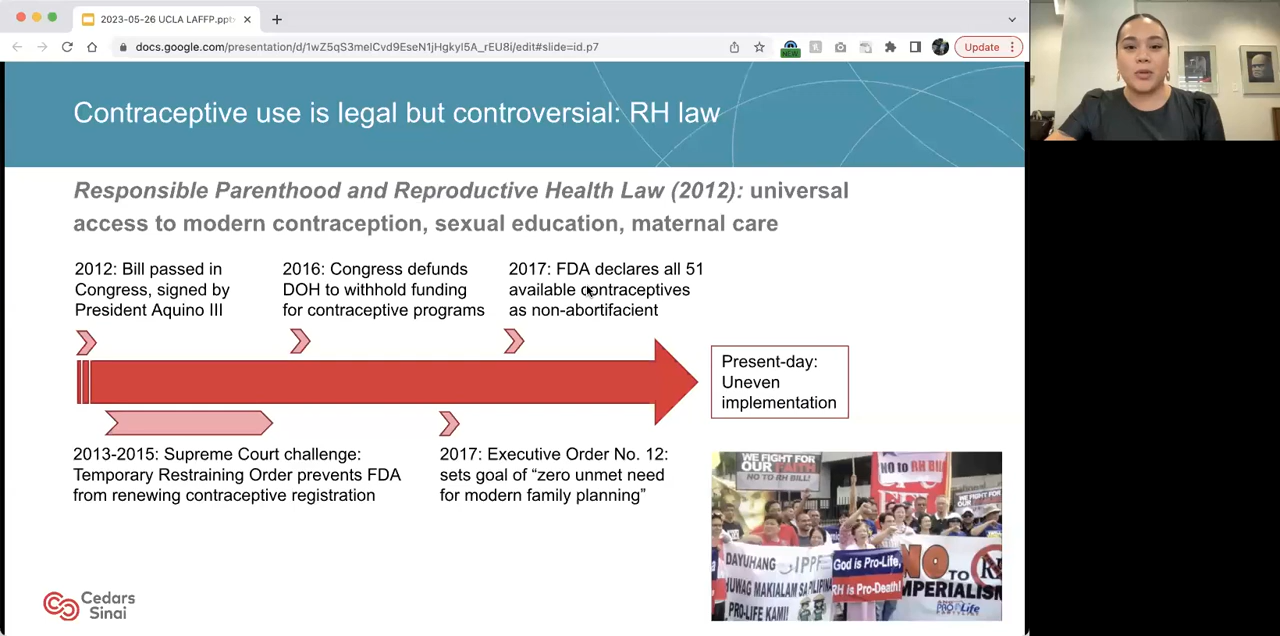 2023-05-26 UCLA LAFFP.ppt
docs.google.com/presentation/d/1wZ5qS3melCvd9EseN1jHgkyI5A_rEU8i/edit#slide=id.p7
NEW
Update
Contraceptive use is legal but controversial: RH law
Responsible Parenthood and Reproductive Health Law (2012): universal
access to modern contraception, sexual education, maternal care
2012: Bill passed in
Congress, signed by
President Aquino III
2016: Congress defunds
DOH to withhold funding
for contraceptive programs
2017: FDA declares all 51
available contraceptives
as non-abortifacient
Present-day:
Uneven
implementation
2013-2015: Supreme Court challenge:
Temporary Restraining Order prevents FDA
from renewing contraceptive registration
2017: Executive Order No. 12:
sets goal of “zero unmet need
for modern family planning”
WE FIGHT FOR
OUR FAITH
NO TO RH BILL!
NO to RH BILL
WE FIGHT FOR
DAYUHANG IPPF
HUWAG MAKIALAM SA PILIPINA
PRO-LIFE KAMI!
God is Pro-Life,
RH is Pro-Death!
NO TO RH
IMPERIALISM
PRO Life
Cedars
Sinai